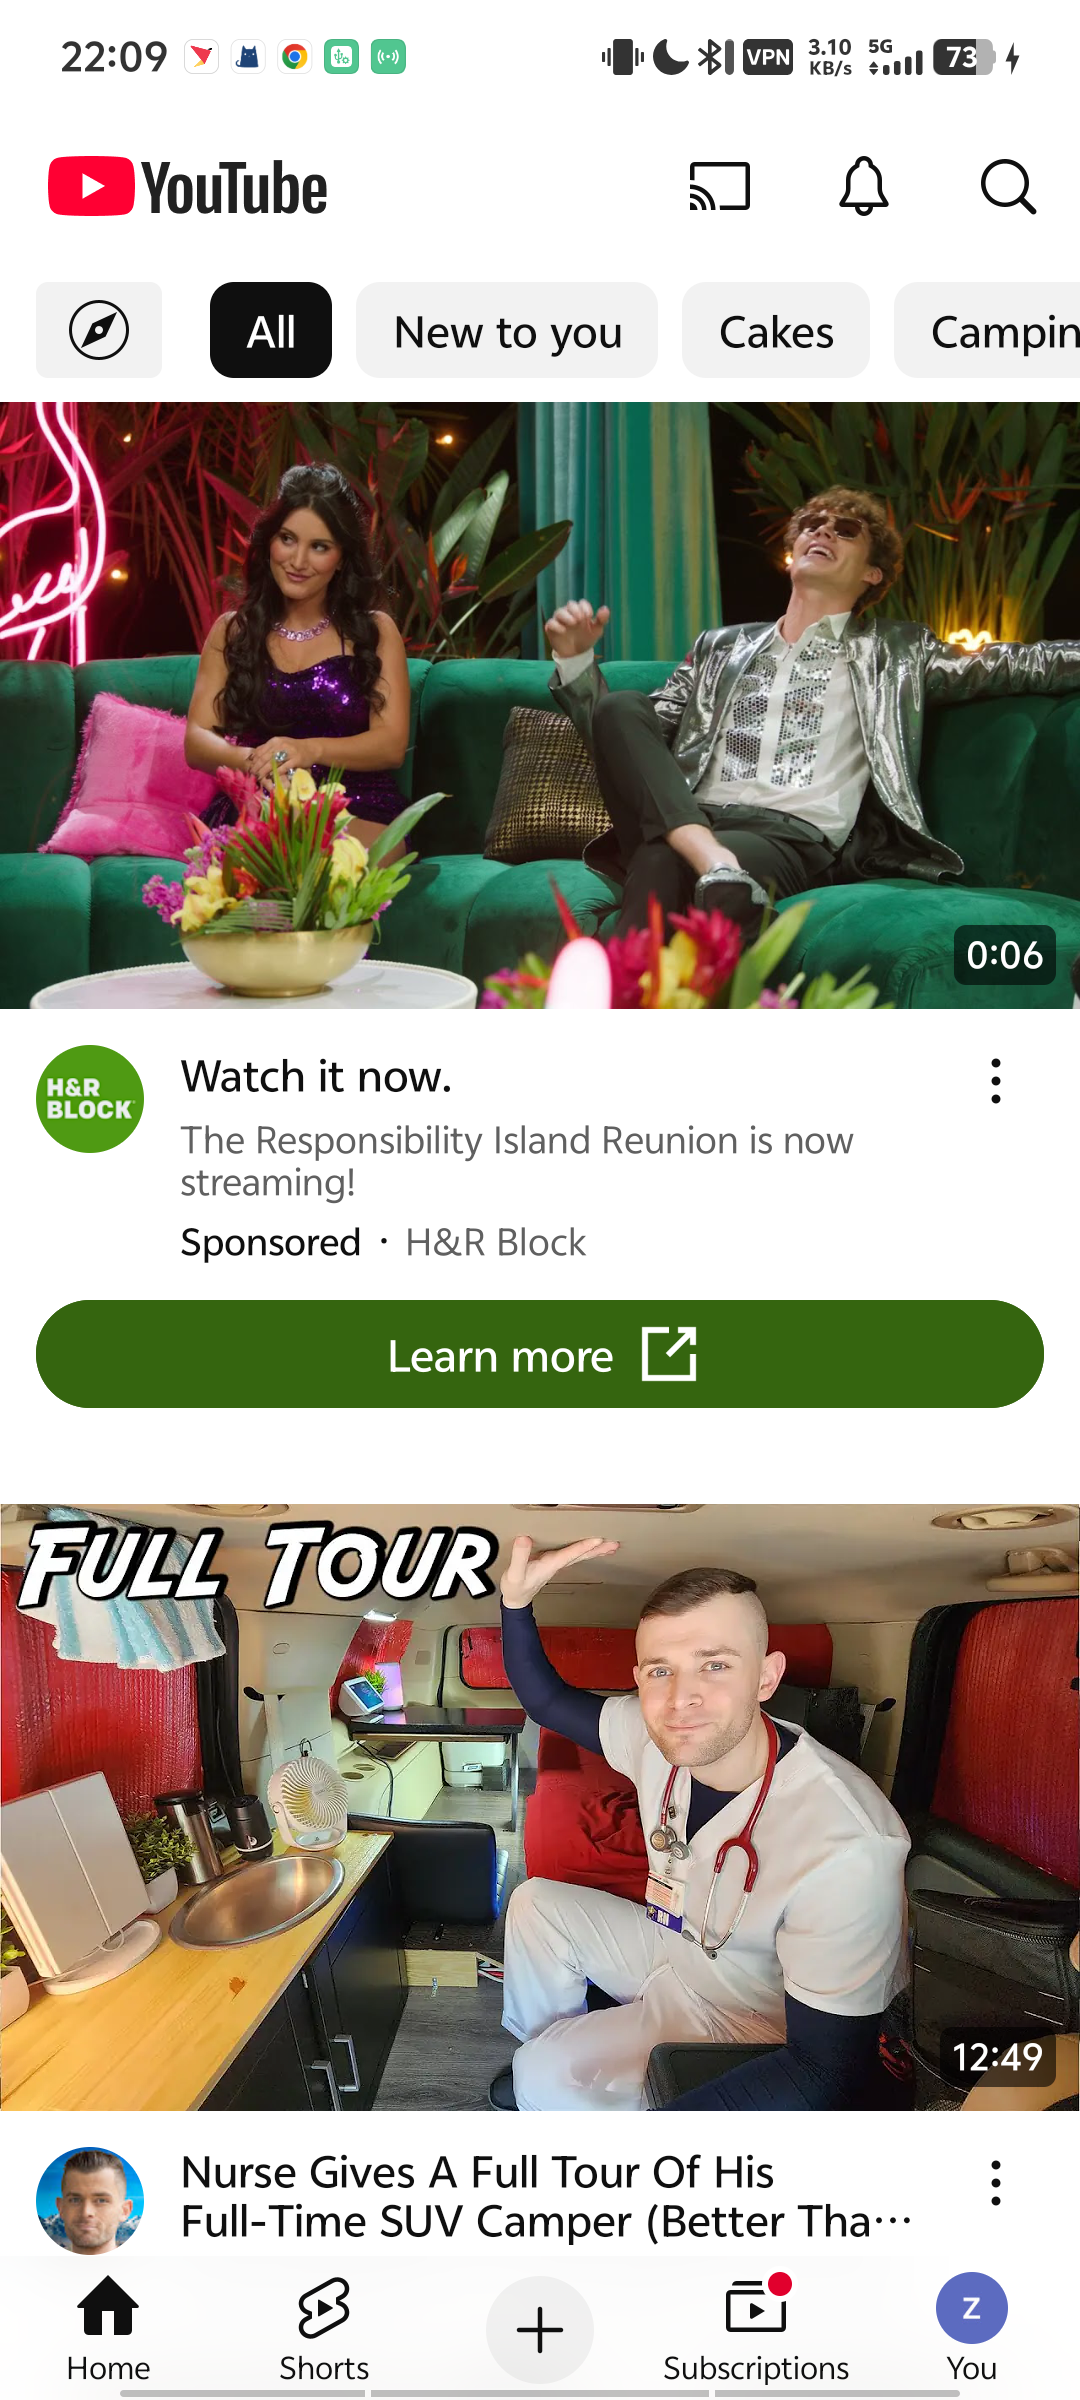 22:09
VPN
3.10
KB/s
5G
73
YouTube
All
New to you
Cakes
Campin
0:06
H&R
BLOCK
Watch it now.
The Responsibility Island Reunion is now
streaming!
Sponsored · H&R Block
Learn more
FULL TOUR
RN
12:49
Nurse Gives A Full Tour Of His
Full-Time SUV Camper (Better Tha...
Home
Shorts
Subscriptions
Z
You